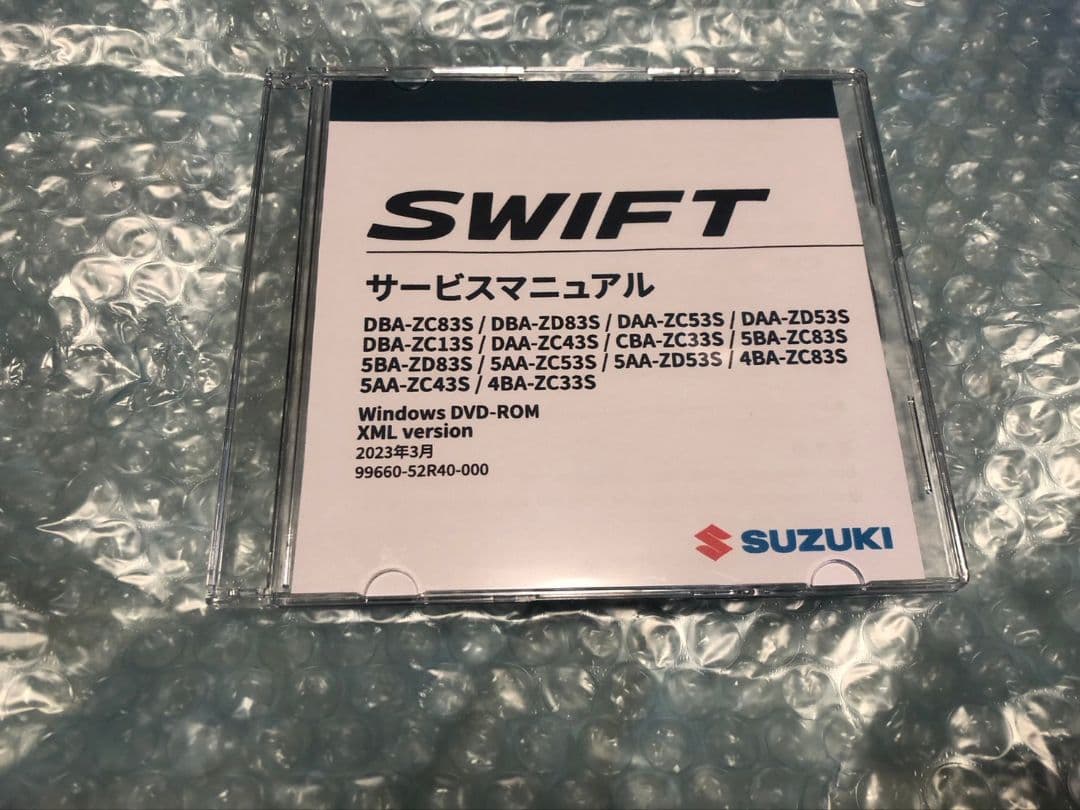 SWIFT
サービスマニュアル
DBA-ZC83S / DBA-ZD83S / DAA-ZC53S / DAA-ZD53S
DBA-ZC13S / DAA-ZC43S / CBA-ZC33S / 5BA-ZC83S
5BA-ZD83S / 5AA-ZC53S / 5AA-ZD53S / 4BA-ZC83S
5AA-ZC43S / 4BA-ZC33S
Windows DVD-ROM
XML version
2023年3月
99660-52R40-000
SUZUKI